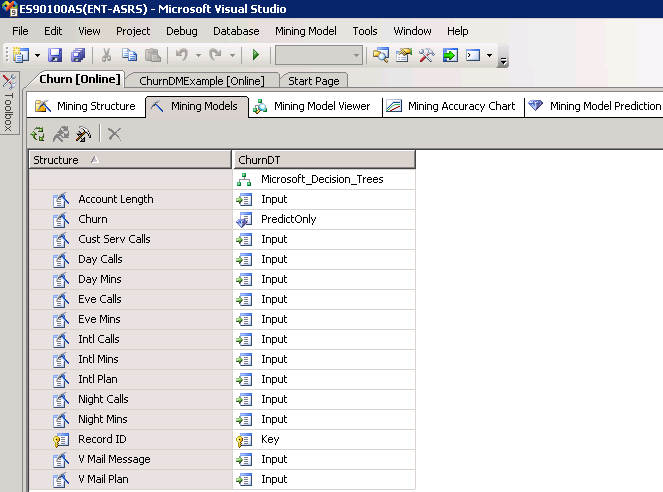 ES90100AS(ENT-ASRS) - Microsoft Visual Studio
File Edit View Project Debug Database Mining Model Tools Window Help
Churn [Online] ChurnDMExample [Online] Start Page
Toolbox
Mining Structure Mining Models Mining Model Viewer Mining Accuracy Chart Mining Model Prediction
Structure ChurnDT
Microsoft_Decision_Trees
Account Length Input
Churn PredictOnly
Cust Serv Calls Input
Day Calls Input
Day Mins Input
Eve Calls Input
Eve Mins Input
Intl Calls Input
Intl Mins Input
Intl Plan Input
Night Calls Input
Night Mins Input
Record ID Key
V Mail Message Input
V Mail Plan Input